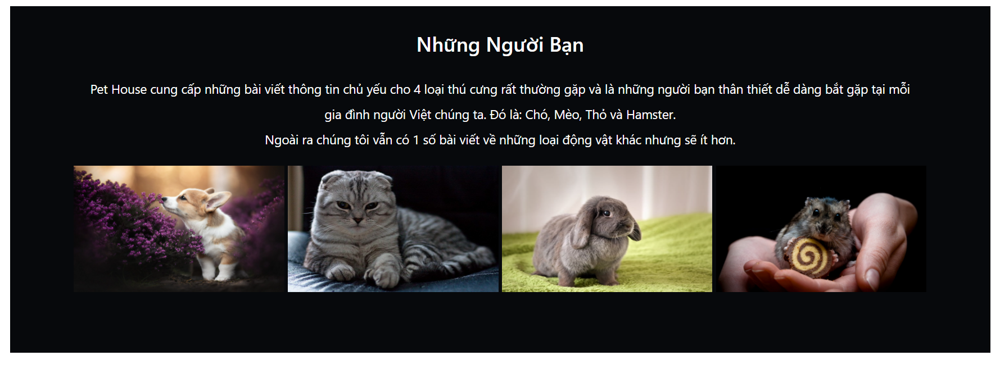 Những Người Bạn
Pet House cung cấp những bài viết thông tin chủ yếu cho 4 loại thú cưng rất thường gặp và là những người bạn thân thiết dễ dàng bắt gặp tại mỗi
gia đình người Việt chúng ta. Đó là: Chó, Mèo, Thỏ và Hamster.
Ngoài ra chúng tôi vẫn có 1 số bài viết về những loại động vật khác nhưng sẽ ít hơn.